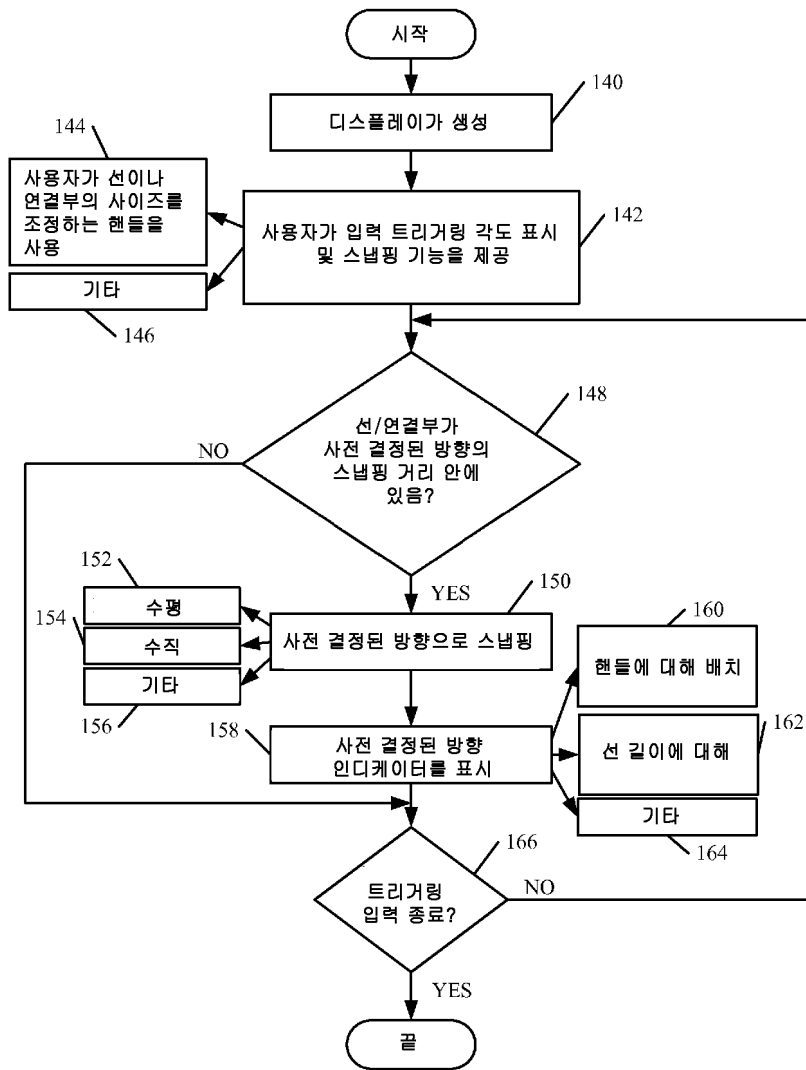 시작
140
디스플레이가 생성
144
사용자가 선이나
연결부의 사이즈를
조정하는 핸들을
사용
142
사용자가 입력 트리거링 각도 표시
및 스냅핑 기능을 제공
기타
146
148
선/연결부가
사전 결정된 방향의
스냅핑 거리 안에
있음?
NO
YES
152
수평
154
수직
기타
156
150
사전 결정된 방향으로 스냅핑
160
핸들에 대해 배치
158
사전 결정된 방향
인디케이터를 표시
162
선 길이에 대해
기타
164
166
트리거링
입력 종료?
NO
YES
끝